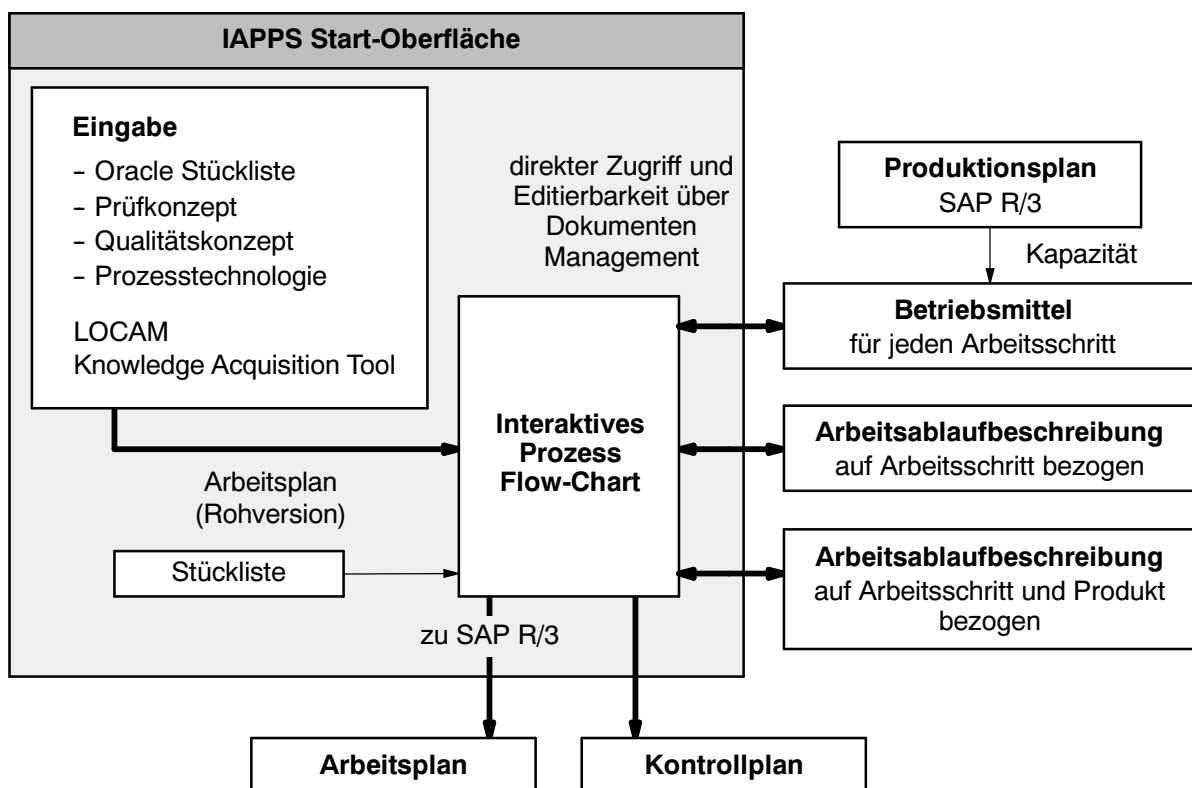 IAPPS Start-Oberfläche
Eingabe
– Oracle Stückliste
– Prüfkonzept
– Qualitätskonzept
– Prozesstechnologie
LOCAM
Knowledge Acquisition Tool
direkter Zugriff und
Editierbarkeit über
Dokumenten
Management
Produktionsplan
SAP R/3
Kapazität
Betriebsmittel
für jeden Arbeitsschritt
Interaktives
Prozess
Flow-Chart
Arbeitsablaufbeschreibung
auf Arbeitsschritt bezogen
Arbeitsplan
(Rohversion)
Stückliste
Arbeitsablaufbeschreibung
auf Arbeitsschritt und Produkt
bezogen
zu SAP R/3
Arbeitsplan
Kontrollplan